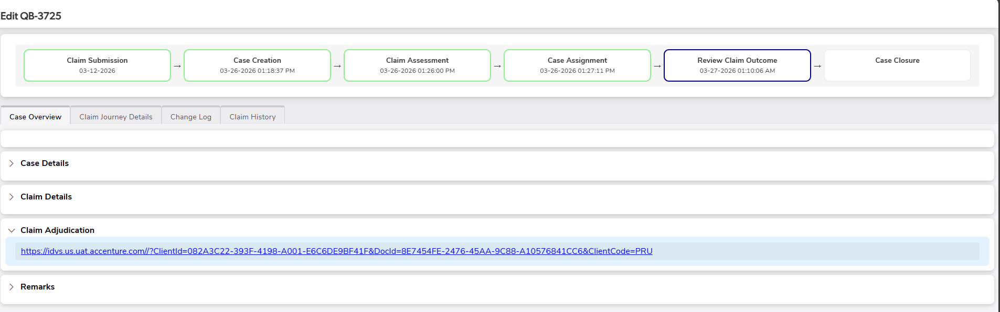 Edit QB-3725
Claim Submission
03-12-2026
→
Case Creation
03-26-2026 01:18:37 PM
→
Claim Assessment
03-26-2026 01:26:00 PM
→
Case Assignment
03-26-2026 01:27:11 PM
→
Review Claim Outcome
03-27-2026 01:10:06 AM
→
Case Closure
Case Overview
Claim Journey Details
Change Log
Claim History
Case Details
Claim Details
Claim Adjudication
https://idvs.us.uat.accenture.com//?ClientId=082A3C22-393F-4198-A001-E6C6DE9BF41F&DocId=8E7454FE-2476-45AA-9C88-A10576841CC6&ClientCode=PRU
Remarks